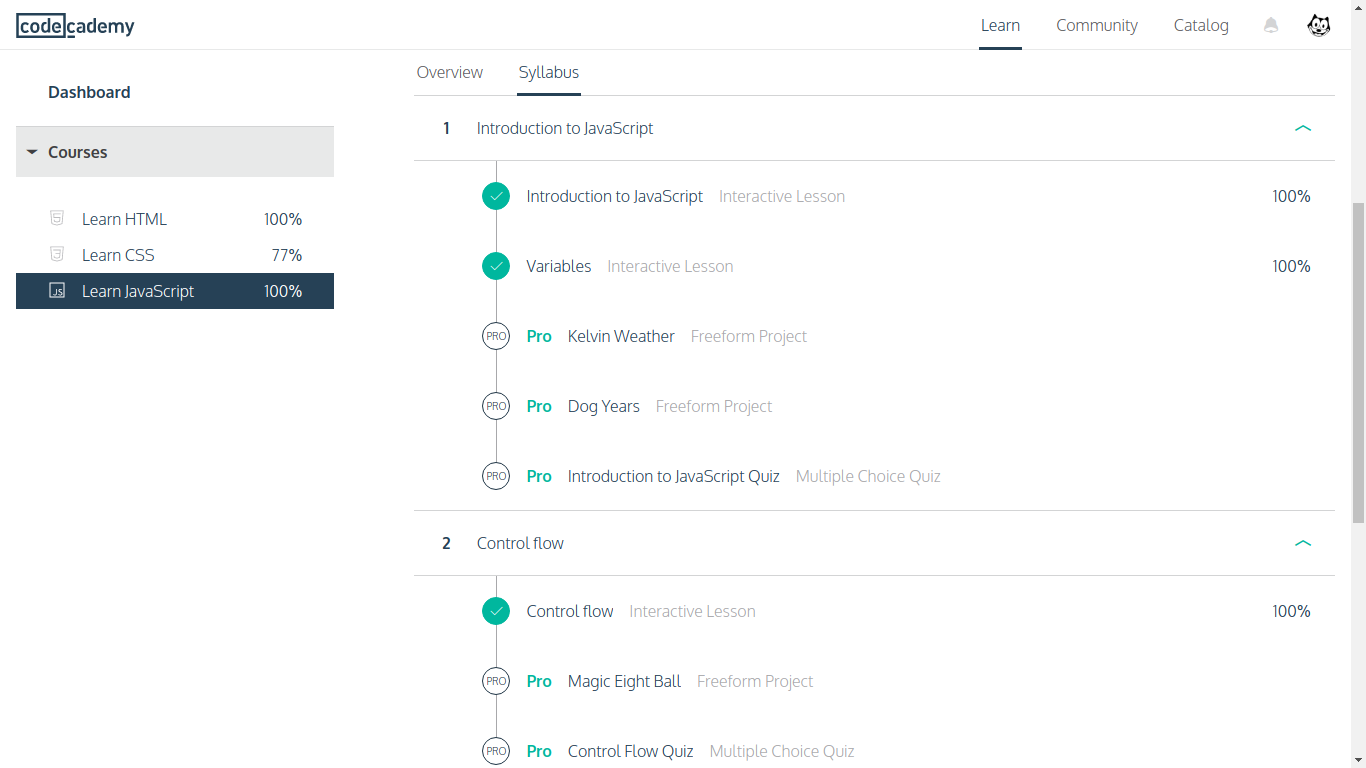 codecademy
Learn Community Catalog
Dashboard
Courses
Learn HTML 100%
Learn CSS 77%
JS Learn JavaScript 100%
Overview Syllabus
1 Introduction to JavaScript
Introduction to JavaScript Interactive Lesson 100%
Variables Interactive Lesson 100%
PRO Pro Kelvin Weather Freeform Project
PRO Pro Dog Years Freeform Project
PRO Pro Introduction to JavaScript Quiz Multiple Choice Quiz
2 Control flow
Control flow Interactive Lesson 100%
PRO Pro Magic Eight Ball Freeform Project
PRO Pro Control Flow Quiz Multiple Choice Quiz